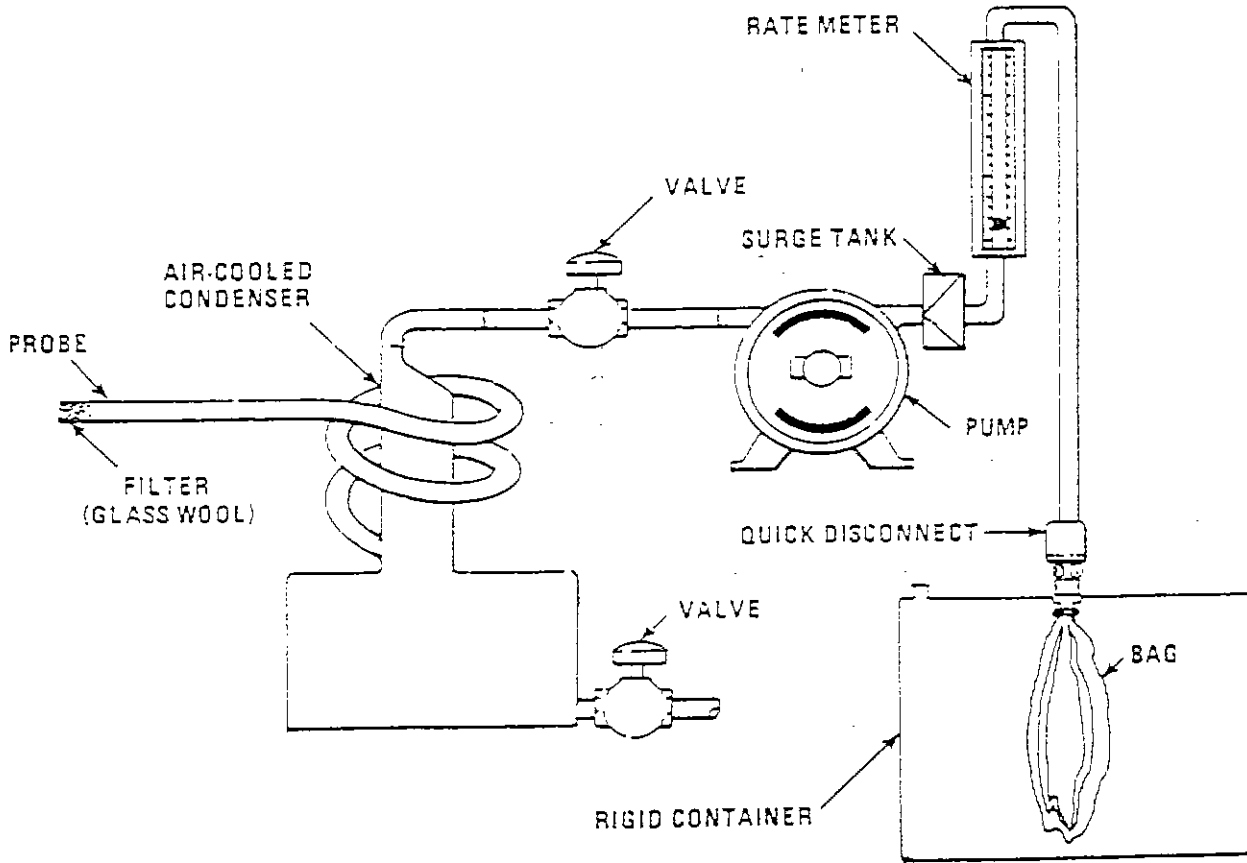 RATE METER
VALVE
SURGE TANK
AIR-COOLED
CONDENSER
PROBE
PUMP
FILTER
(GLASS WOOL)
QUICK DISCONNECT
VALVE
BAG
RIGID CONTAINER